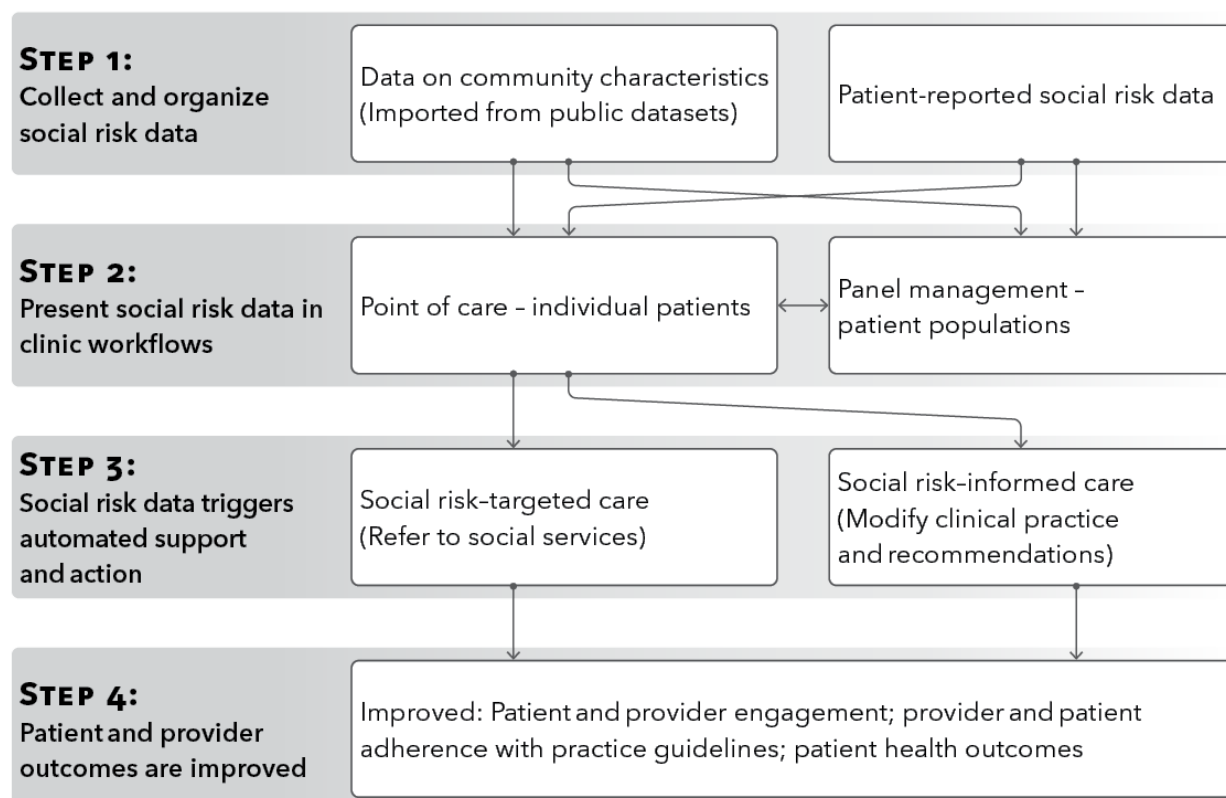 STEP 1:
Collect and organize
social risk data
Data on community characteristics
(Imported from public datasets)
Patient-reported social risk data
STEP 2:
Present social risk data in
clinic workflows
Point of care – individual patients
Panel management –
patient populations
STEP 3:
Social risk data triggers
automated support
and action
Social risk–targeted care
(Refer to social services)
Social risk–informed care
(Modify clinical practice
and recommendations)
STEP 4:
Patient and provider
outcomes are improved
Improved: Patient and provider engagement; provider and patient
adherence with practice guidelines; patient health outcomes